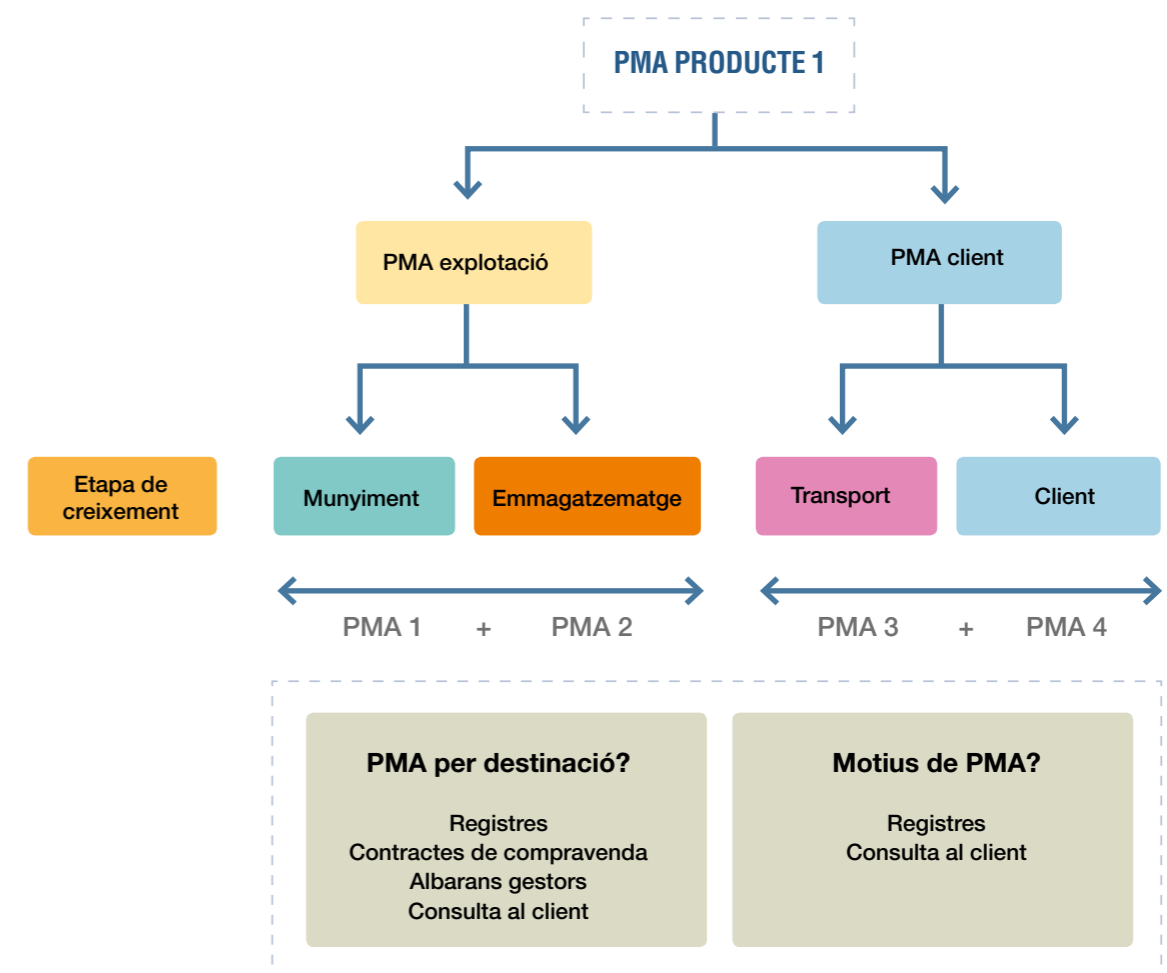 PMA PRODUCTE 1
PMA explotació
PMA client
Etapa de
creixement
Munyiment
Emmagatzematge
Transport
Client
PMA 1 + PMA 2
PMA 3 + PMA 4
PMA per destinació?
Registres
Contractes de compravenda
Albarans gestors
Consulta al client
Motius de PMA?
Registres
Consulta al client